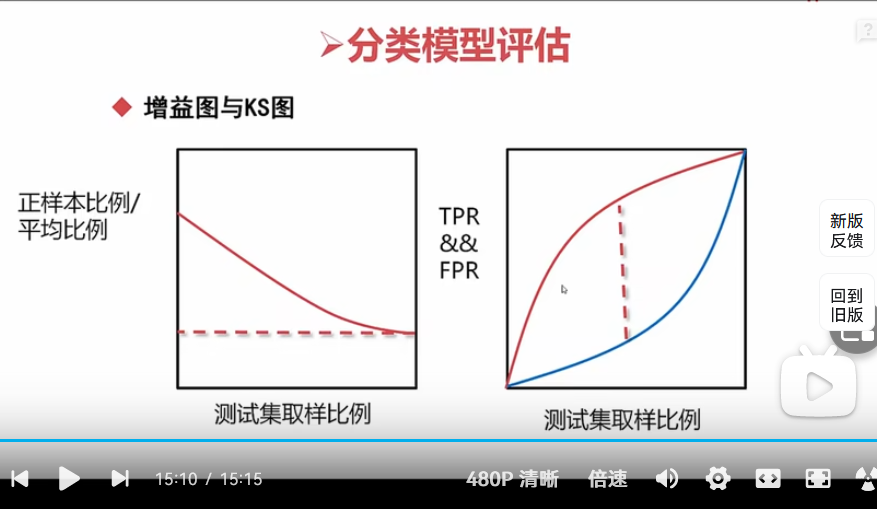 ➢分类模型评估
◆ 增益图与KS图
正样本比例/
平均比例
测试集取样比例
TPR
&&
FPR
测试集取样比例
?
新版
反馈
回到
旧版
15:10 / 15:15
480P 清晰
倍速